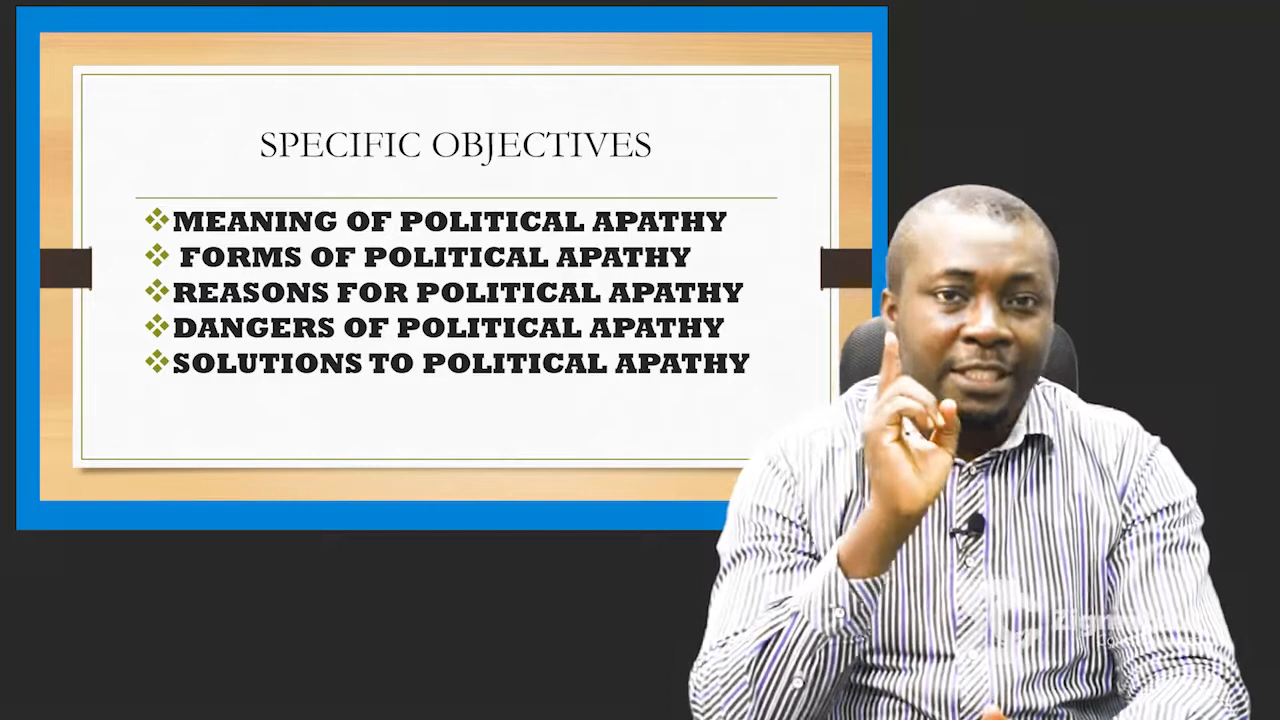 SPECIFIC OBJECTIVES
MEANING OF POLITICAL APATHY
FORMS OF POLITICAL APATHY
REASONS FOR POLITICAL APATHY
DANGERS OF POLITICAL APATHY
SOLUTIONS TO POLITICAL APATHY